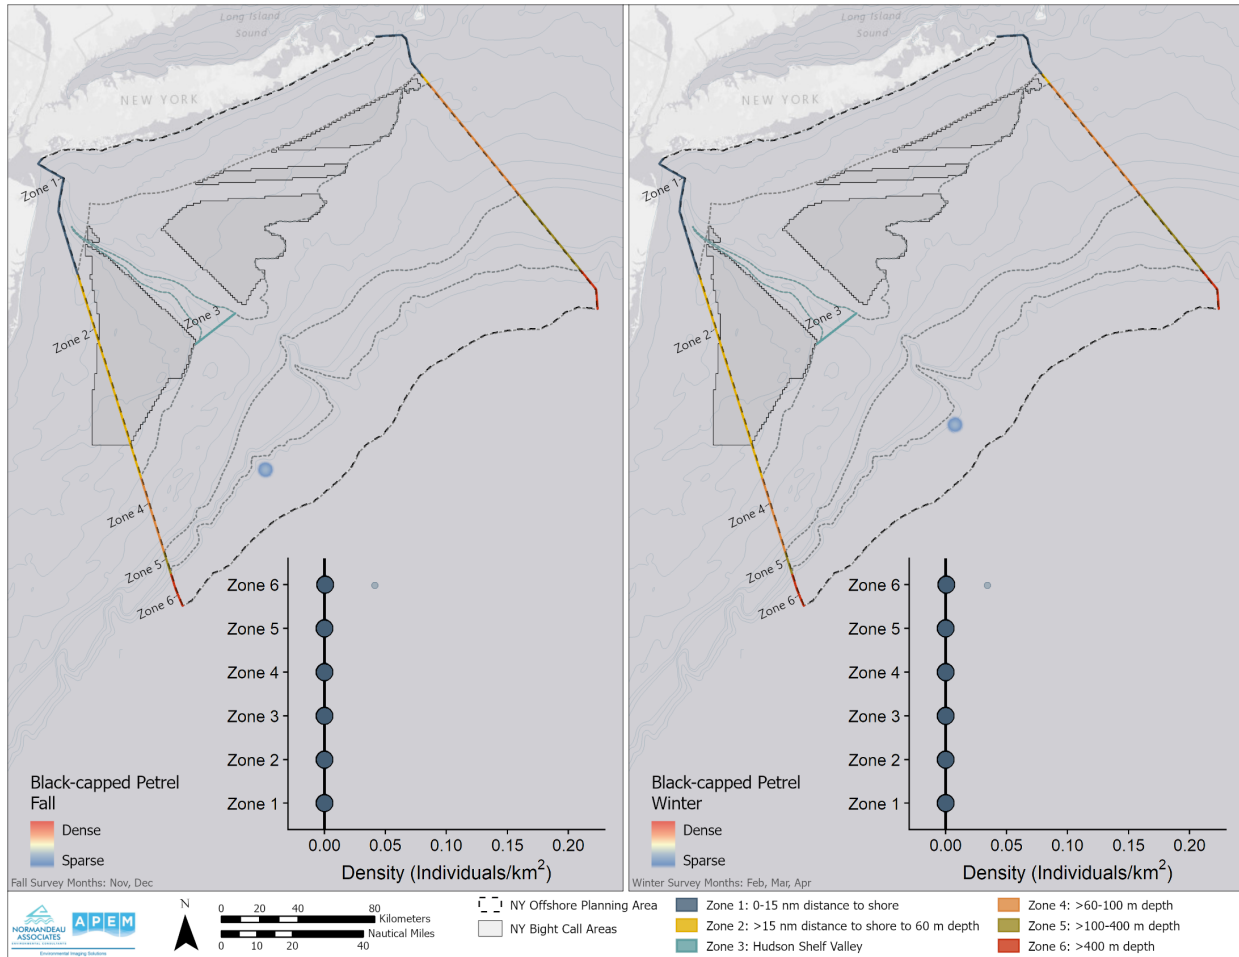 Long Island
Sound
NEW YORK
Zone 1
Zone 2
Zone 3
Zone 4
Zone 5
Zone 6
Zone 6
Zone 5
Zone 4
Zone 3
Zone 2
Zone 1
0.00 0.05 0.10 0.15 0.20
Density (Individuals/km²)
Black-capped Petrel
Fall
Dense
Sparse
Fall Survey Months: Nov, Dec
Long Island
Sound
NEW YORK
Zone 1
Zone 2
Zone 3
Zone 4
Zone 5
Zone 6
Zone 6
Zone 5
Zone 4
Zone 3
Zone 2
Zone 1
0.00 0.05 0.10 0.15 0.20
Density (Individuals/km²)
Black-capped Petrel
Winter
Dense
Sparse
Winter Survey Months: Feb, Mar, Apr
NORMANDEAU
ASSOCIATES
ENVIRONMENTAL CONSULTANTS
APEM
Environmental Imaging Solutions
N
0 20 40 80
Kilometers
Nautical Miles
0 10 20 40
NY Offshore Planning Area
NY Bight Call Areas
Zone 1: 0-15 nm distance to shore
Zone 2: >15 nm distance to shore to 60 m depth
Zone 3: Hudson Shelf Valley
Zone 4: >60-100 m depth
Zone 5: >100-400 m depth
Zone 6: >400 m depth